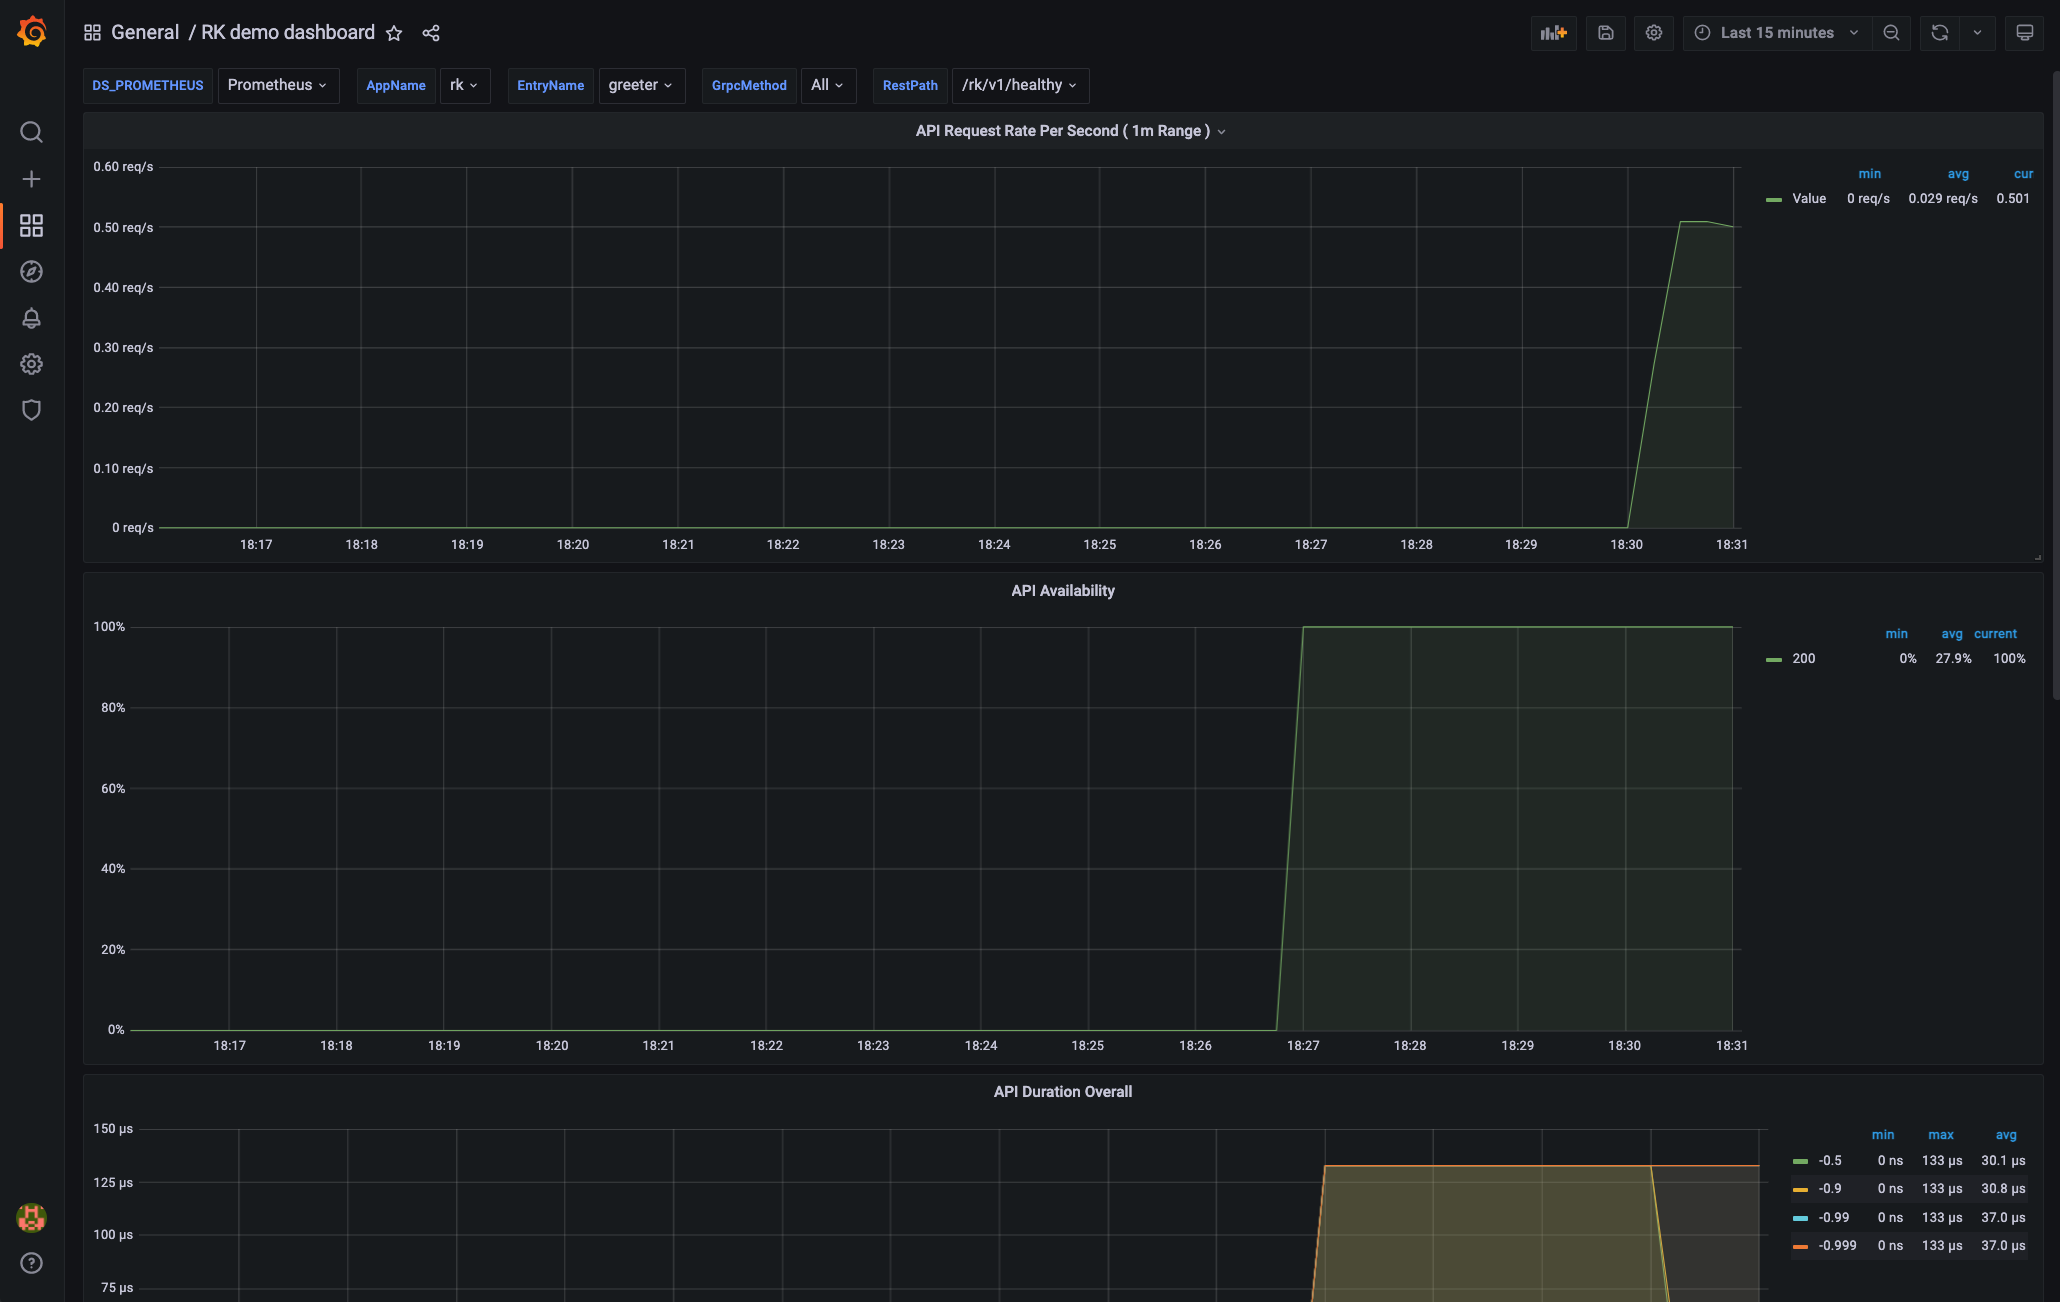 General / RK demo dashboard
Last 15 minutes
DS_PROMETHEUS Prometheus AppName rk EntryName greeter GrpcMethod All RestPath /rk/v1/healthy
API Request Rate Per Second ( 1m Range )
0.60 req/s
0.50 req/s
0.40 req/s
0.30 req/s
0.20 req/s
0.10 req/s
0 req/s
18:17 18:18 18:19 18:20 18:21 18:22 18:23 18:24 18:25 18:26 18:27 18:28 18:29 18:30 18:31
min avg cur
Value 0 req/s 0.029 req/s 0.501
API Availability
100%
80%
60%
40%
20%
0%
18:17 18:18 18:19 18:20 18:21 18:22 18:23 18:24 18:25 18:26 18:27 18:28 18:29 18:30 18:31
min avg current
200 0% 27.9% 100%
API Duration Overall
150 µs
125 µs
100 µs
75 µs
min max avg
-0.5 0 ns 133 µs 30.1 µs
-0.9 0 ns 133 µs 30.8 µs
-0.99 0 ns 133 µs 37.0 µs
-0.999 0 ns 133 µs 37.0 µs